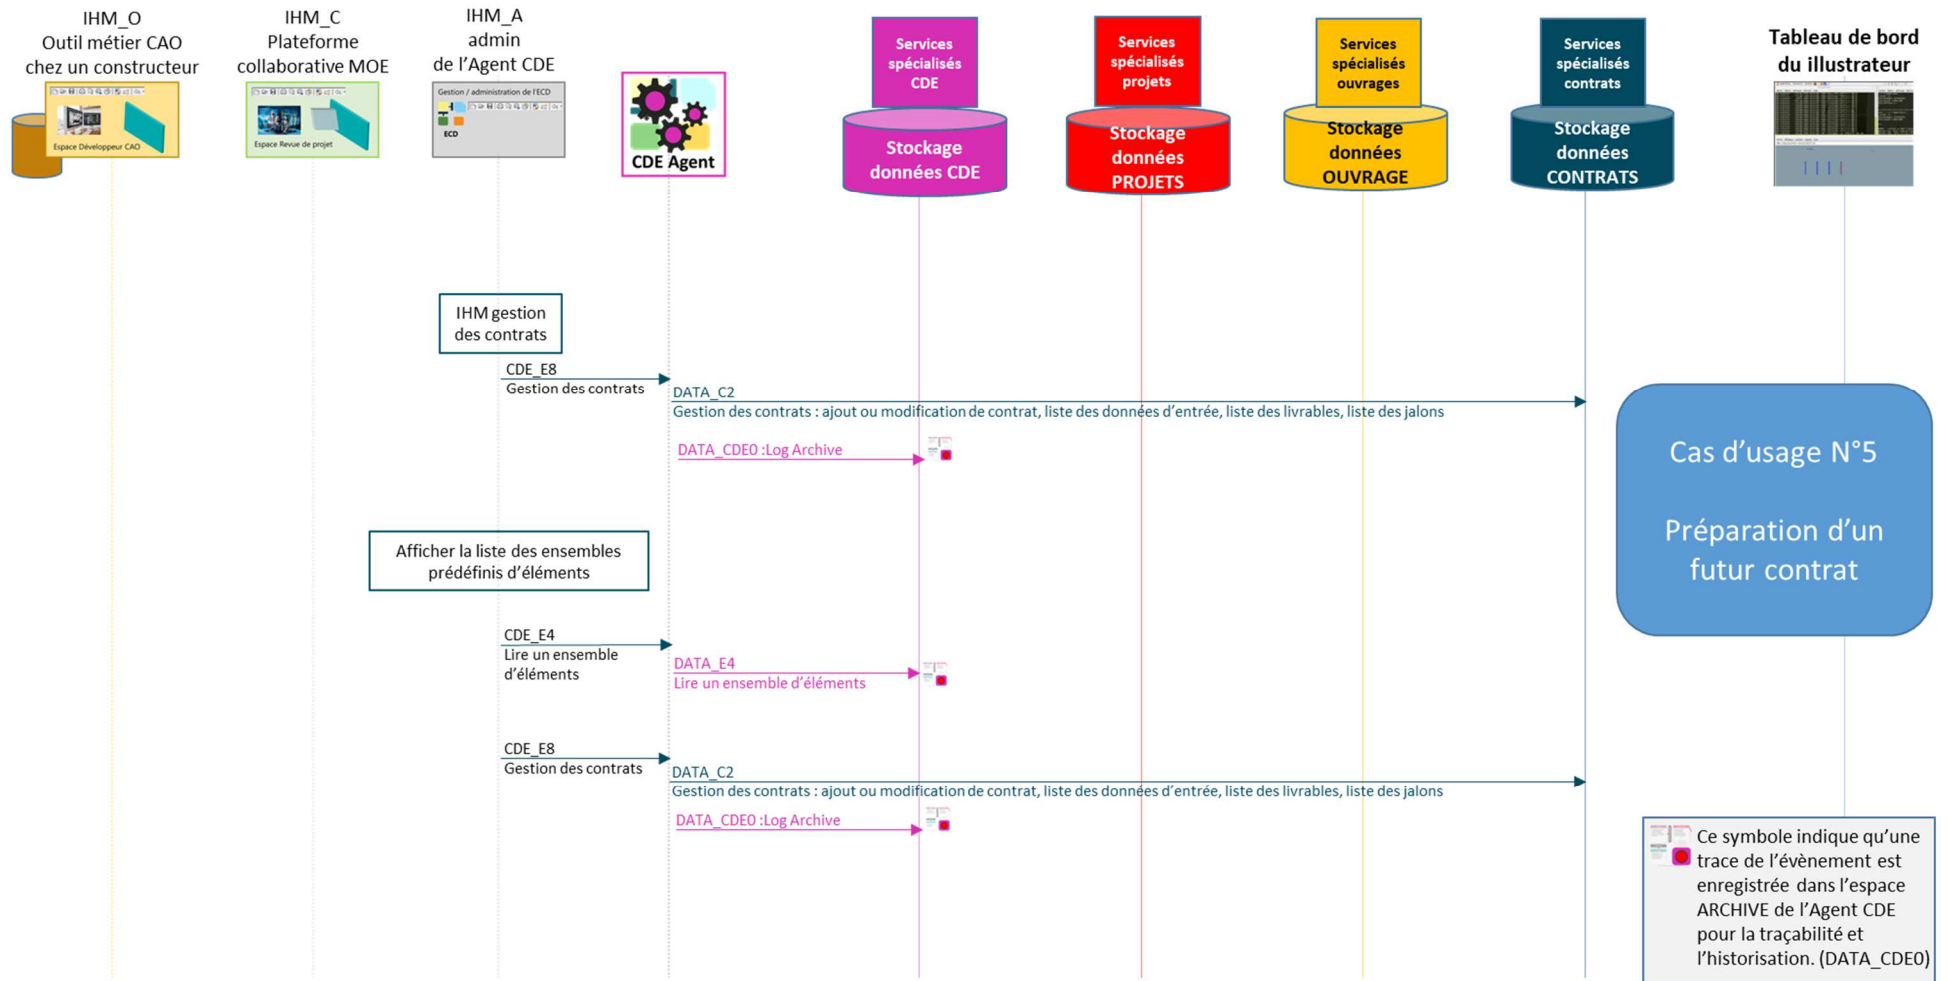 IHM_O
Outil métier CAO
chez un constructeur
Espace Développeur CAO
IHM_C
Plateforme
collaborative MOE
Espace Revue de projet
IHM_A
admin
de l'Agent CDE
Gestion / administration de l'ECD
ECD
CDE Agent
Services
spécialisés
CDE
Stockage
données CDE
Services
spécialisés
projets
Stockage
données
PROJETS
Services
spécialisés
ouvrages
Stockage
données
OUVRAGE
Services
spécialisés
contrats
Stockage
données
CONTRATS
Tableau de bord
du illustrateur
IHM gestion
des contrats
CDE_E8
Gestion des contrats
DATA_C2
Gestion des contrats : ajout ou modification de contrat, liste des données d'entrée, liste des livrables, liste des jalons
DATA_CDE0 :Log Archive
Cas d'usage N°5
Préparation d'un
futur contrat
Afficher la liste des ensembles
prédéfinis d'éléments
CDE_E4
Lire un ensemble
d'éléments
DATA_E4
Lire un ensemble d'éléments
CDE_E8
Gestion des contrats
DATA_C2
Gestion des contrats : ajout ou modification de contrat, liste des données d'entrée, liste des livrables, liste des jalons
DATA_CDE0 :Log Archive
Ce symbole indique qu'une
trace de l'évènement est
enregistrée dans l'espace
ARCHIVE de l'Agent CDE
pour la traçabilité et
l'historisation. (DATA_CDE0)